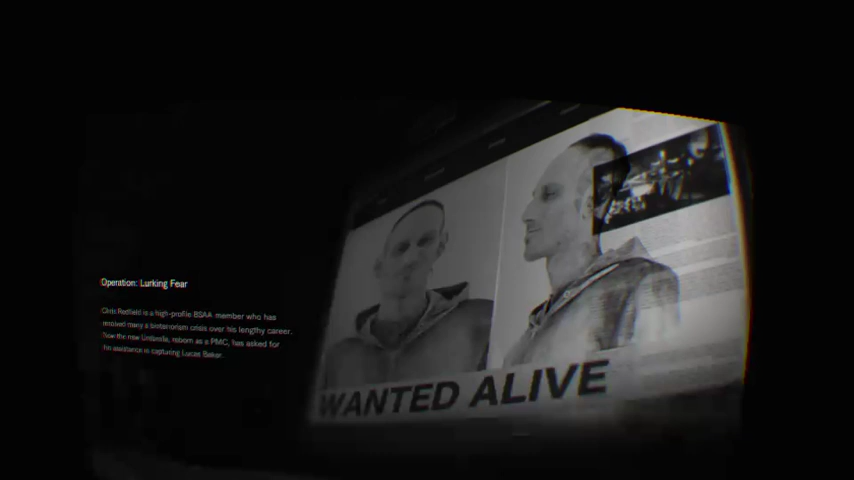 Operation: Lurking Fear
Chris Redfield is a high-profile BSAA member who has
resolved many a bioterrorism crisis over his lengthy career.
Now the new Umbrella, reborn as a PMC, has asked for
his assistance in capturing Lucas Baker.
WANTED ALIVE